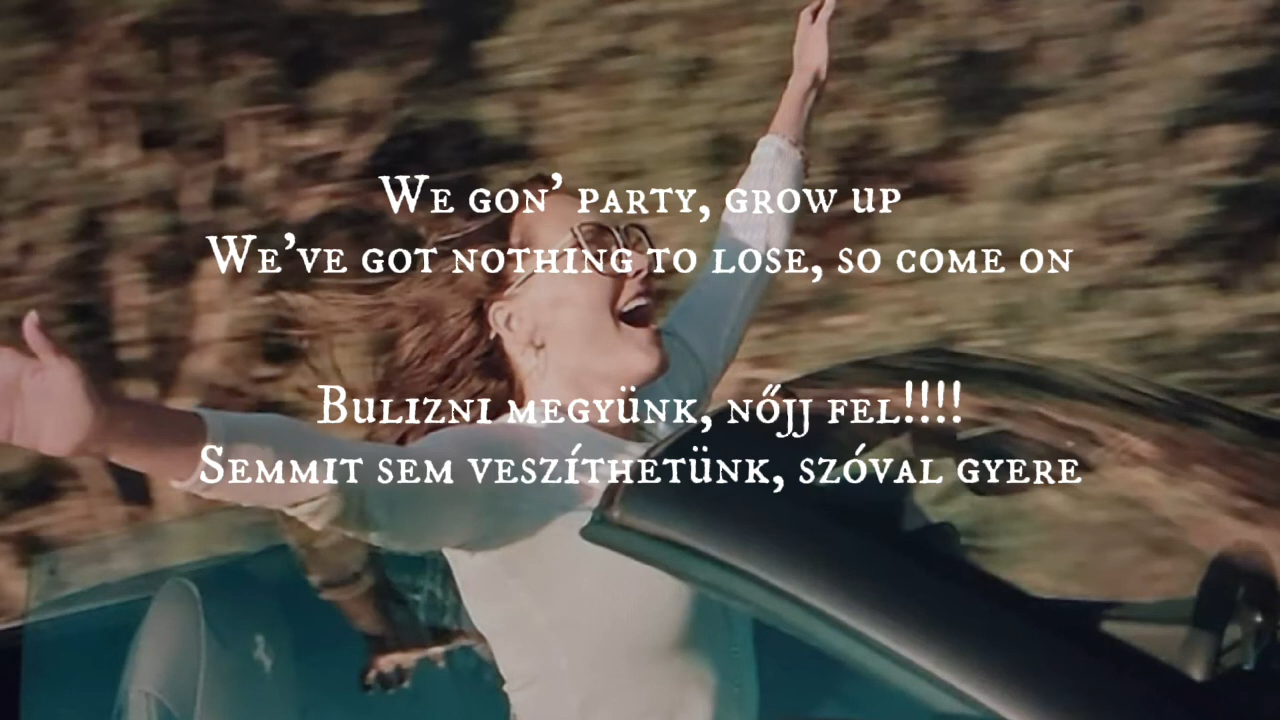 We gon' party, grow up
We've got nothing to lose, so come on
Bulizni megyünk, nőjj fel!!!!
Semmit sem veszíthetünk, szóval gyere